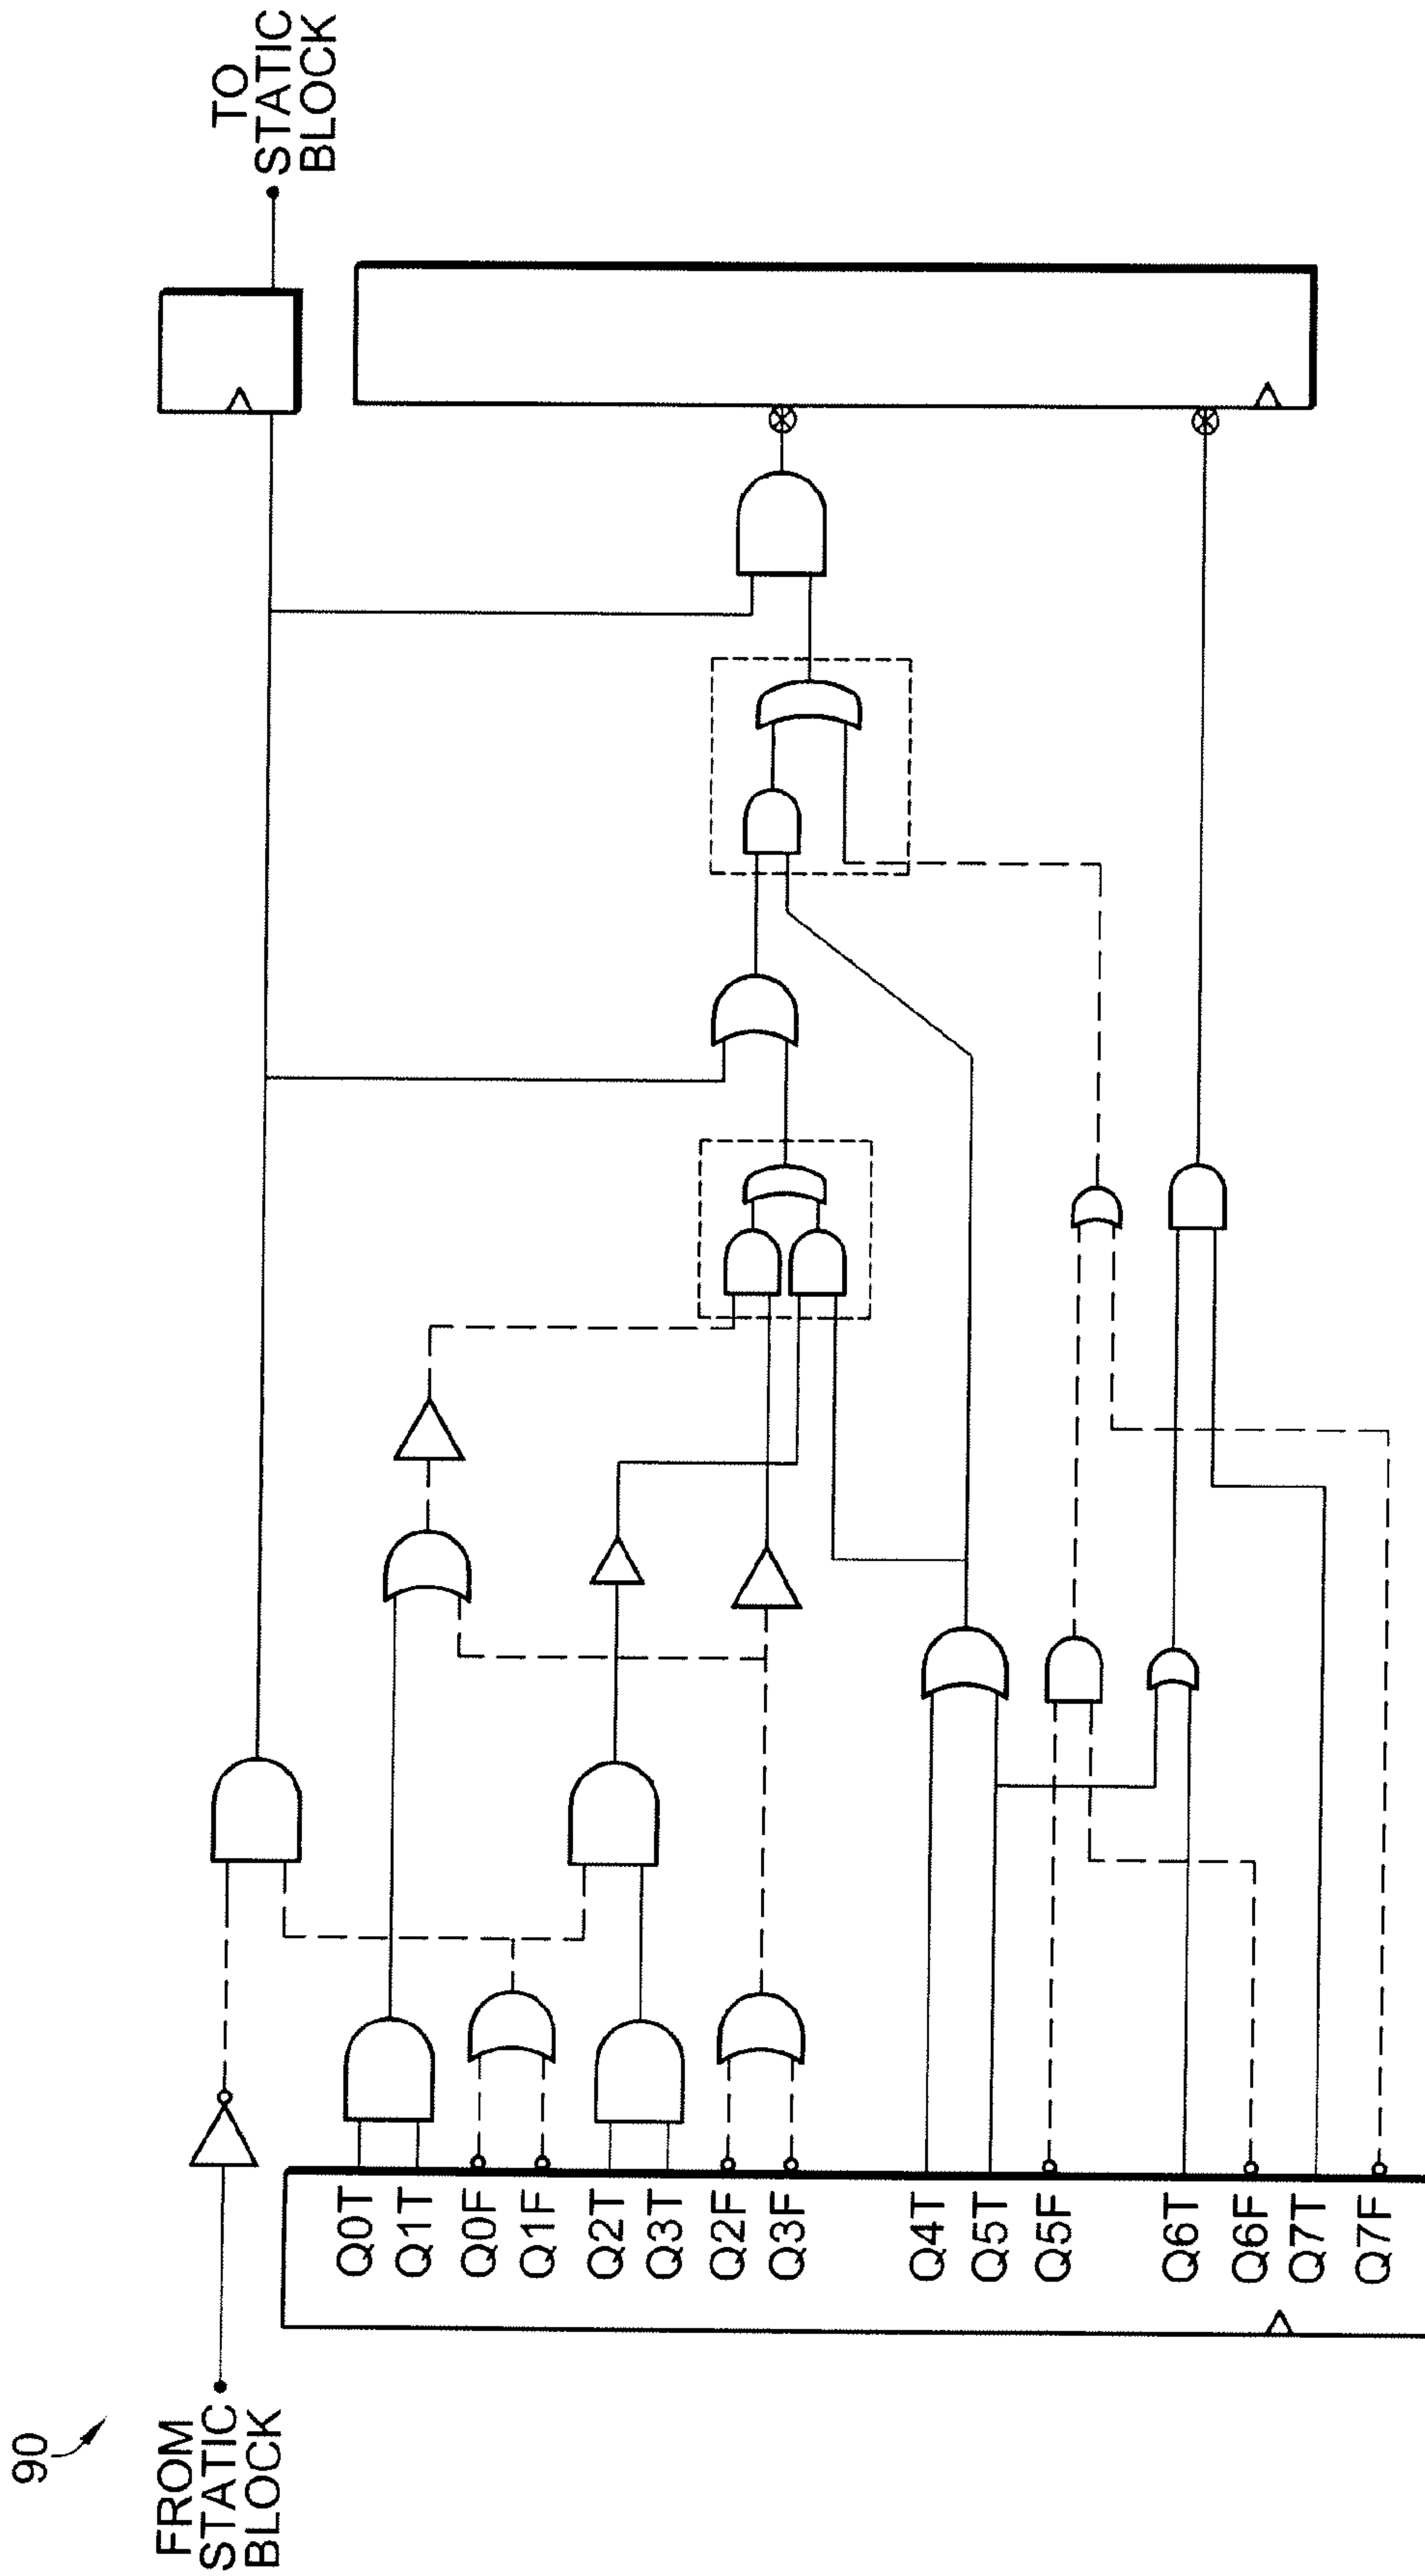 90
FROM
STATIC
BLOCK
TO
STATIC
BLOCK
Q0T
Q1T
Q0F
Q1F
Q2T
Q3T
Q2F
Q3F
Q4T
Q5T
Q5F
Q6T
Q6F
Q7T
Q7F